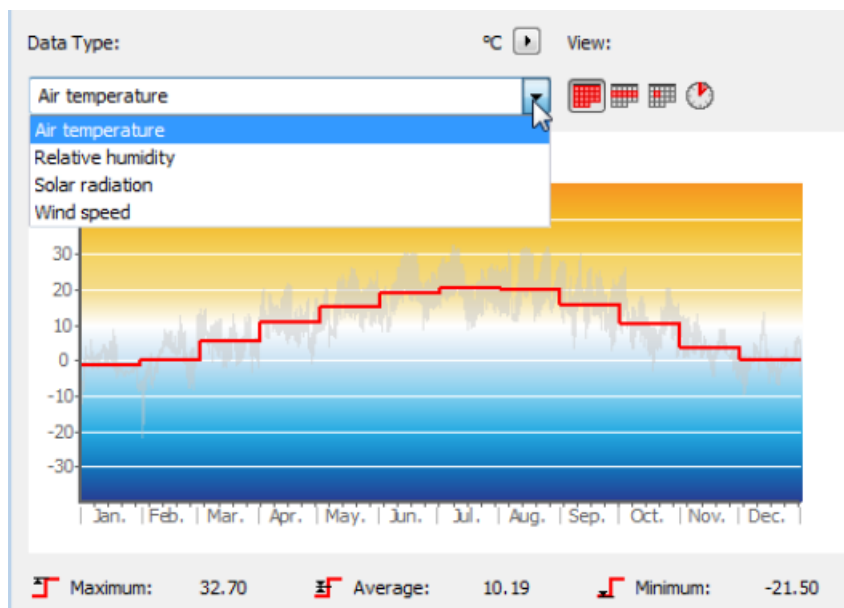 Data Type: °C View:
Air temperature
Air temperature
Relative humidity
Solar radiation
Wind speed
30
20
10
0
-10
-20
-30
Jan. Feb. Mar. Apr. May. Jun. Jul. Aug. Sep. Oct. Nov. Dec.
Maximum: 32.70 Average: 10.19 Minimum: -21.50